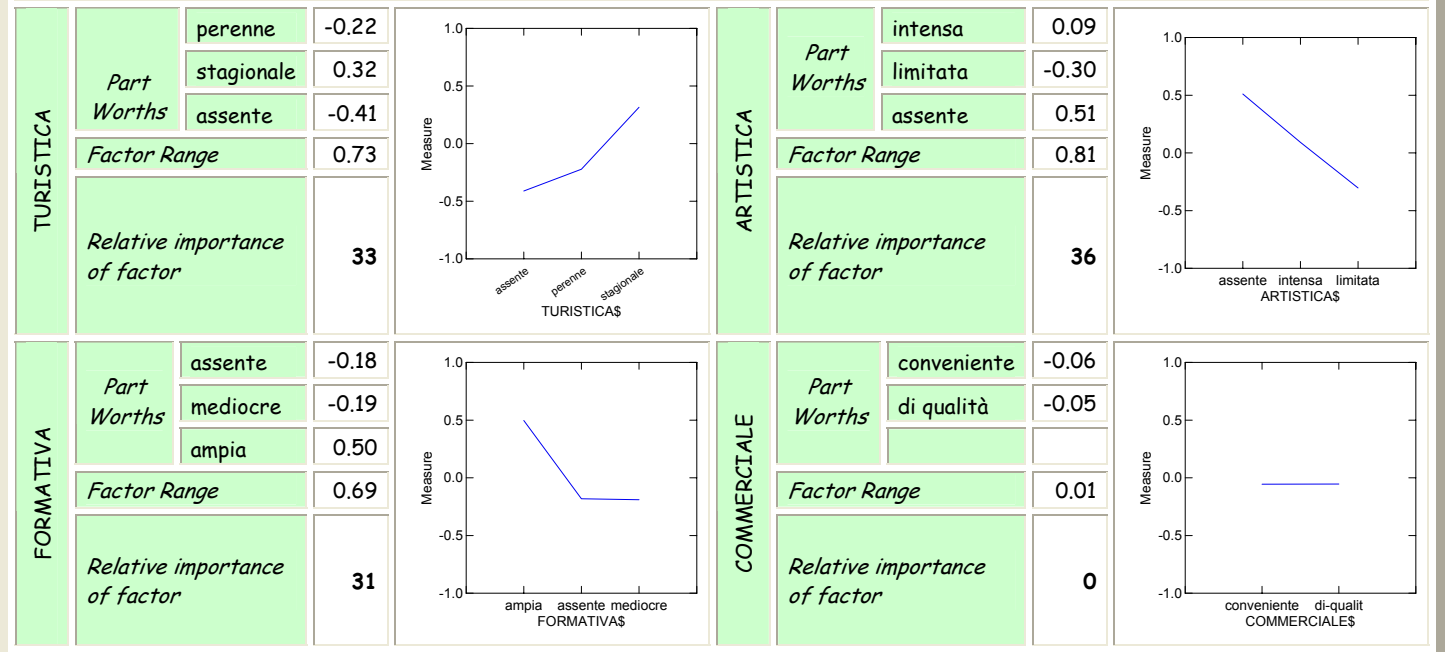 TURISTICA
Part
Worths
perenne -0.22
stagionale 0.32
assente -0.41
Factor Range 0.73
Relative importance
of factor
33
1.0
0.5
0.0
-0.5
-1.0
Measure
assente perenne stagionale
TURISTICA$
ARTISTICA
Part
Worths
intensa 0.09
limitata -0.30
assente 0.51
Factor Range 0.81
Relative importance
of factor
36
1.0
0.5
0.0
-0.5
-1.0
Measure
assente intensa limitata
ARTISTICA$
FORMATIVA
Part
Worths
assente -0.18
mediocre -0.19
ampia 0.50
Factor Range 0.69
Relative importance
of factor
31
1.0
0.5
0.0
-0.5
-1.0
Measure
ampia assente mediocre
FORMATIVA$
COMMERCIALE
Part
Worths
conveniente -0.06
di qualità -0.05
Factor Range 0.01
Relative importance
of factor
0
1.0
0.5
0.0
-0.5
-1.0
Measure
conveniente di-qualit
COMMERCIALE$